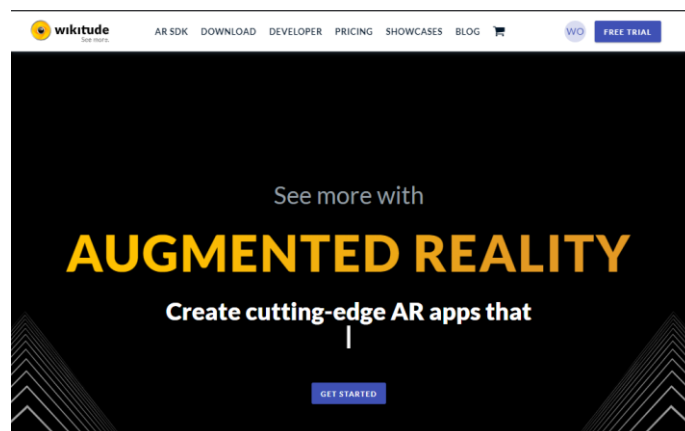 wikitude
See more.
AR SDK DOWNLOAD DEVELOPER PRICING SHOWCASES BLOG WO FREE TRIAL
See more with
AUGMENTED REALITY
Create cutting-edge AR apps that
GET STARTED